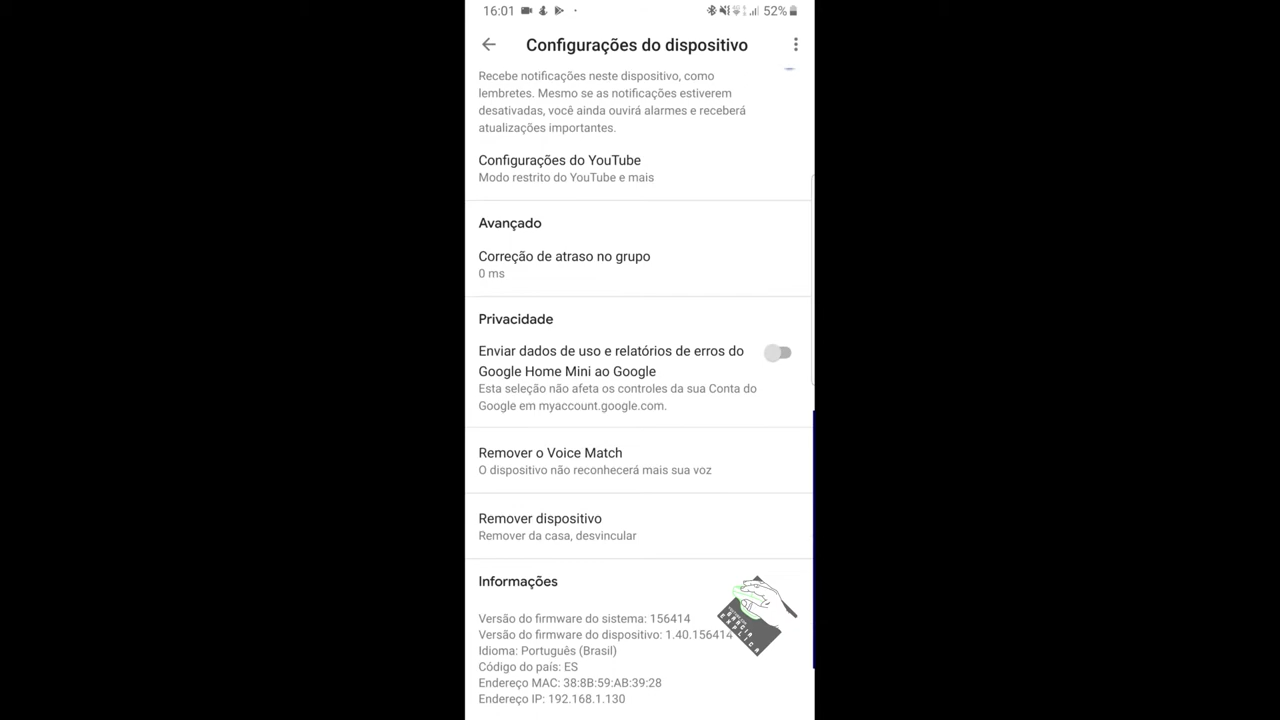 16:01
52%
Configurações do dispositivo
Recebe notificações neste dispositivo, como
lembretes. Mesmo se as notificações estiverem
desativadas, você ainda ouvirá alarmes e receberá
atualizações importantes.
Configurações do YouTube
Modo restrito do YouTube e mais
Avançado
Correção de atraso no grupo
0 ms
Privacidade
Enviar dados de uso e relatórios de erros do
Google Home Mini ao Google
Esta seleção não afeta os controles da sua Conta do
Google em myaccount.google.com.
Remover o Voice Match
O dispositivo não reconhecerá mais sua voz
Remover dispositivo
Remover da casa, desvincular
Informações
Versão do firmware do sistema: 156414
Versão do firmware do dispositivo: 1.40.156414
Idioma: Português (Brasil)
Código do país: ES
Endereço MAC: 38:8B:59:AB:39:28
Endereço IP: 192.168.1.130
EXPLICA